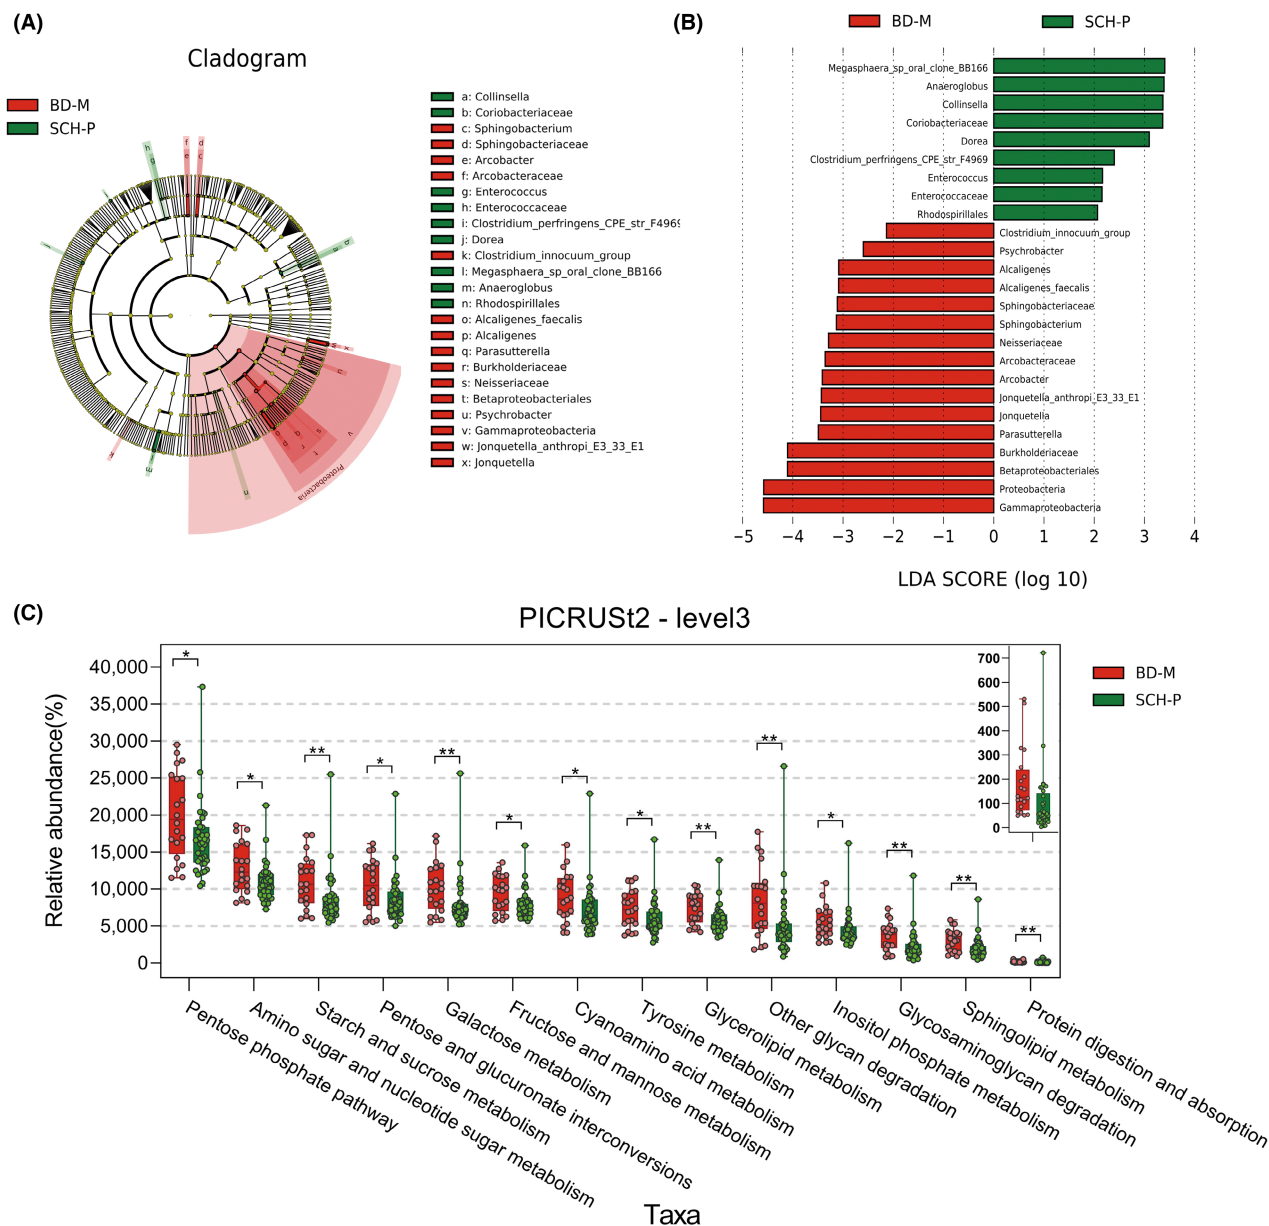 (A)
Cladogram
BD-M
SCH-P
a: Collinsella
b: Coriobacteriaceae
c: Sphingobacterium
d: Sphingobacteriaceae
e: Arcobacter
f: Arcobacteraceae
g: Enterococcus
h: Enterococcaceae
i: Clostridium_perfringens_CPE_str_F4969
j: Dorea
k: Clostridium_innocuum_group
l: Megasphaera_sp_oral_clone_BB166
m: Anaeroglobus
n: Rhodospirillales
o: Alcaligenes_faecalis
p: Alcaligenes
q: Parasutterella
r: Burkholderiaceae
s: Neisseriaceae
t: Betaproteobacteriales
u: Psychrobacter
v: Gammaproteobacteria
w: Jonquetella_anthropi_E3_33_E1
x: Jonquetella
h
g
f
e
d
c
b
a
x
u
v
s
t
r
q
p
o
n
m
k
Proteobacteria
(B)
BD-M
SCH-P
Megasphaera_sp_oral_clone_BB166
Anaeroglobus
Collinsella
Coriobacteriaceae
Dorea
Clostridium_perfringens_CPE_str_F4969
Enterococcus
Enterococcaceae
Rhodospirillales
Clostridium_innocuum_group
Psychrobacter
Alcaligenes
Alcaligenes_faecalis
Sphingobacteriaceae
Sphingobacterium
Neisseriaceae
Arcobacteraceae
Arcobacter
Jonquetella_anthropi_E3_33_E1
Jonquetella
Parasutterella
Burkholderiaceae
Betaproteobacteriales
Proteobacteria
Gammaproteobacteria
−5 −4 −3 −2 −1 0 1 2 3 4
LDA SCORE (log 10)
(C)
PICRUSt2 - level3
Relative abundance(%)
40,000
35,000
30,000
25,000
20,000
15,000
10,000
5,000
0
* * ** * ** * * * ** ** * ** ** **
700
600
500
400
300
200
100
0
BD-M
SCH-P
Pentose phosphate pathway
Amino sugar and nucleotide sugar metabolism
Starch and sucrose metabolism
Pentose and glucuronate interconversions
Galactose metabolism
Fructose and mannose metabolism
Cyanoamino acid metabolism
Tyrosine metabolism
Glycerolipid metabolism
Other glycan degradation
Inositol phosphate metabolism
Glycosaminoglycan degradation
Sphingolipid metabolism
Protein digestion and absorption
Taxa